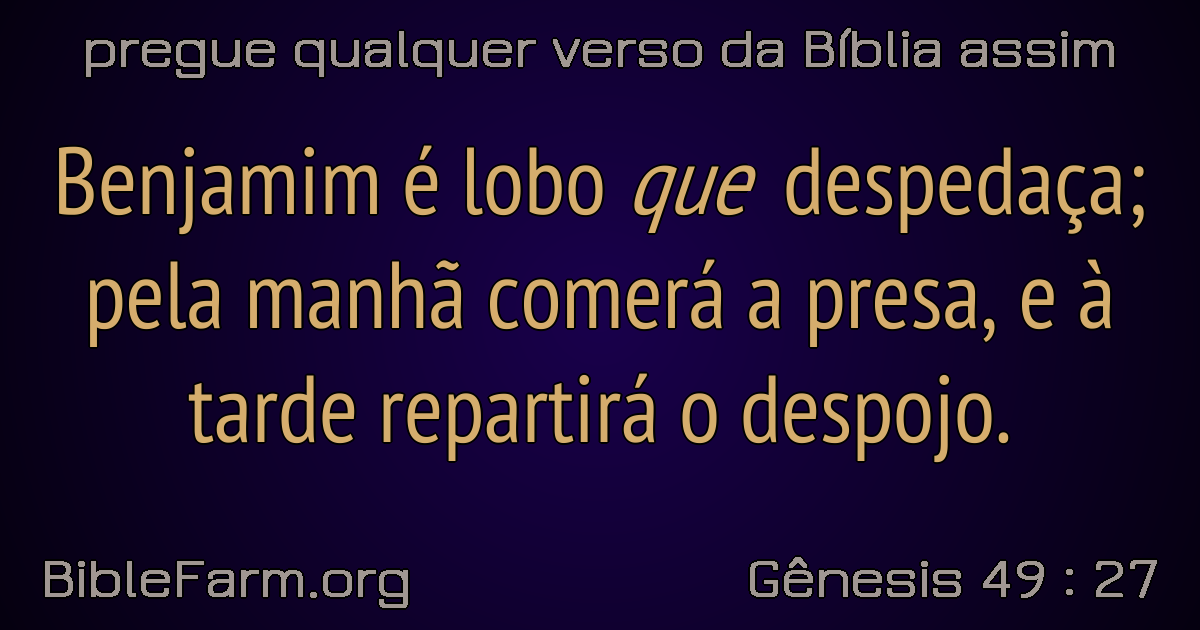 pregue qualquer verso da Bíblia assim
Benjamim é lobo que despedaça;
pela manhã comerá a presa, e à
tarde repartirá o despojo.
BibleFarm.org
Gênesis 49 : 27